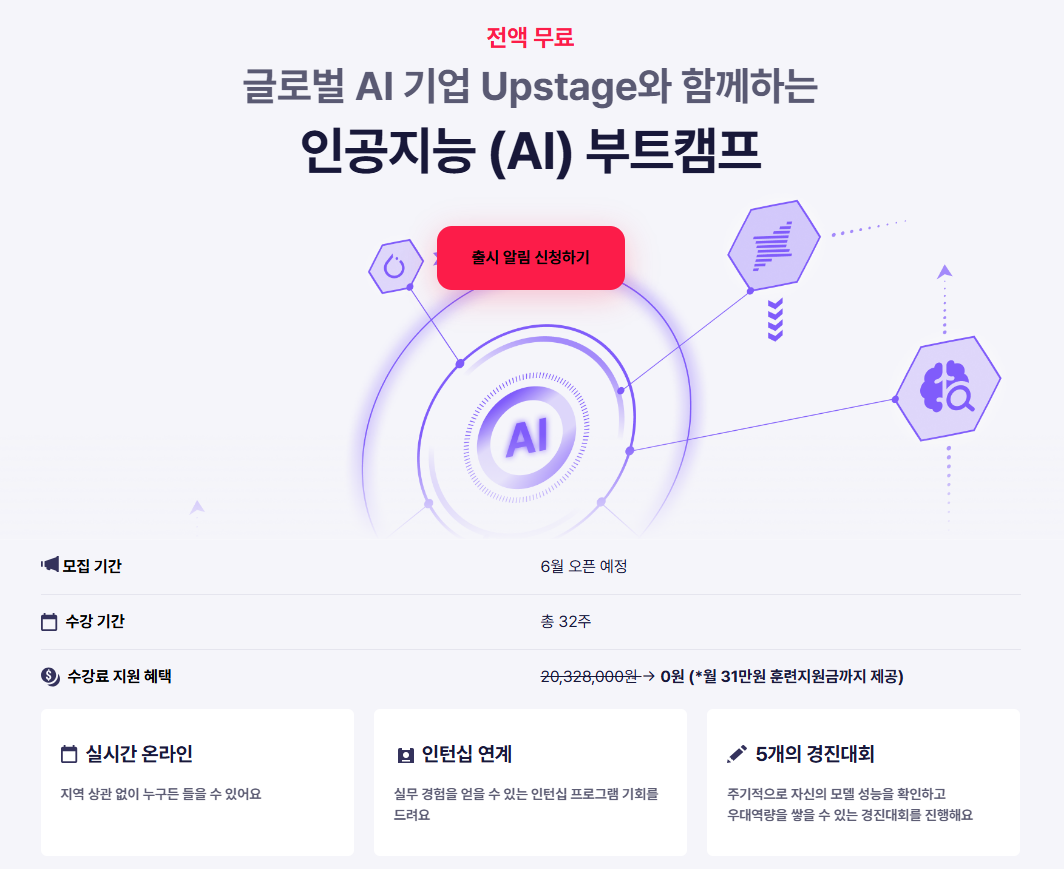 전액 무료
글로벌 AI 기업 Upstage와 함께하는
인공지능 (AI) 부트캠프
출시 알림 신청하기
AI
모집 기간
6월 오픈 예정
수강 기간
총 32주
수강료 지원 혜택
20,328,000원 → 0원 (*월 31만원 훈련지원금까지 제공)
실시간 온라인
지역 상관 없이 누구든 들을 수 있어요
인턴십 연계
실무 경험을 얻을 수 있는 인턴십 프로그램 기회를
드려요
5개의 경진대회
주기적으로 자신의 모델 성능을 확인하고
우대역량을 쌓을 수 있는 경진대회를 진행해요